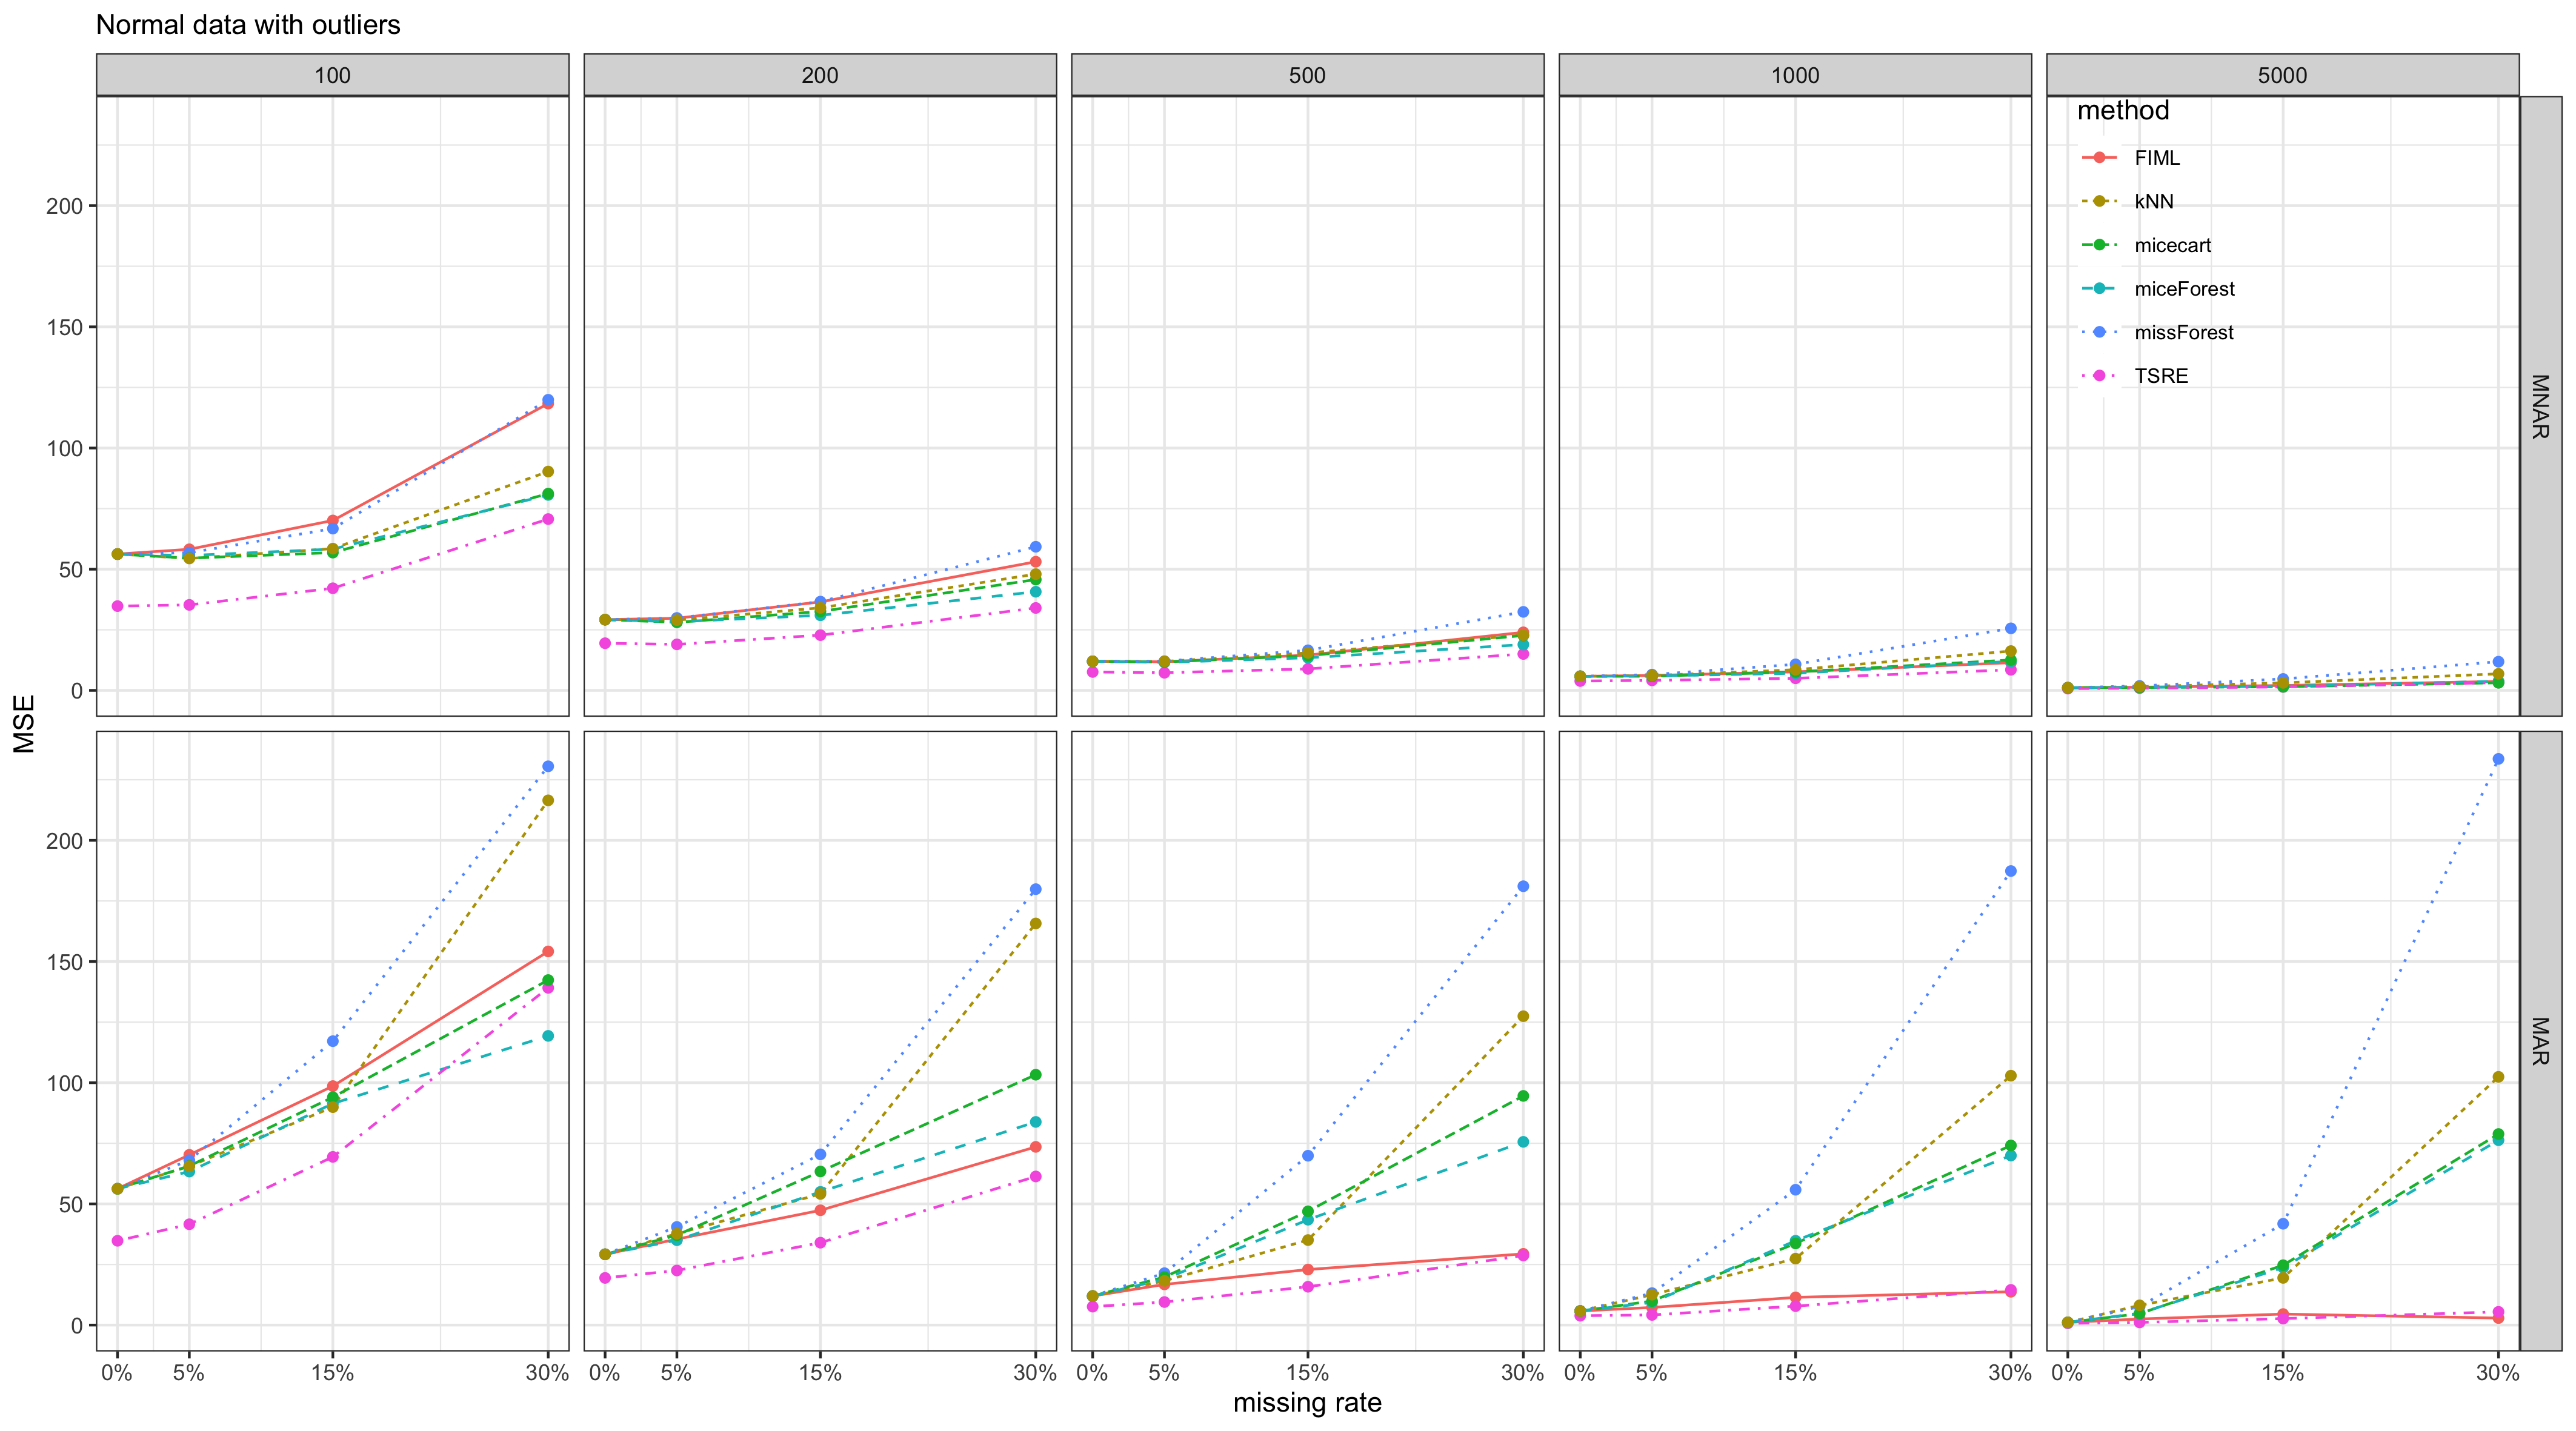 Normal data with outliers
100 200 500 1000 5000
method
FIML
kNN
micecart
miceForest
missForest
TSRE
200
150
100
50
0
MNAR
MSE
200
150
100
50
0
MAR
0% 5% 15% 30% 0% 5% 15% 30% 0% 5% 15% 30% 0% 5% 15% 30% 0% 5% 15% 30%
missing rate